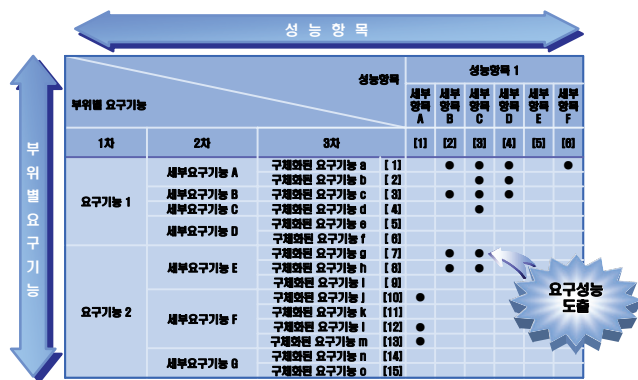 성능항목
부위별요구기능
성능항목
부위별 요구기능
성능항목 1
세부 항목 A
세부 항목 B
세부 항목 C
세부 항목 D
세부 항목 E
세부 항목 F
1차 2차 3차 [1] [2] [3] [4] [5] [6]
요구기능 1
세부요구기능 A
구체화된 요구기능 a [ 1]
구체화된 요구기능 b [ 2]
세부요구기능 B
구체화된 요구기능 c [ 3]
세부요구기능 C
구체화된 요구기능 d [ 4]
세부요구기능 D
구체화된 요구기능 e [ 5]
구체화된 요구기능 f [ 6]
요구기능 2
세부요구기능 E
구체화된 요구기능 g [ 7]
구체화된 요구기능 h [ 8]
구체화된 요구기능 i [ 9]
세부요구기능 F
구체화된 요구기능 j [10]
구체화된 요구기능 k [11]
구체화된 요구기능 l [12]
구체화된 요구기능 m [13]
세부요구기능 G
구체화된 요구기능 n [14]
구체화된 요구기능 o [15]
요구성능
도출